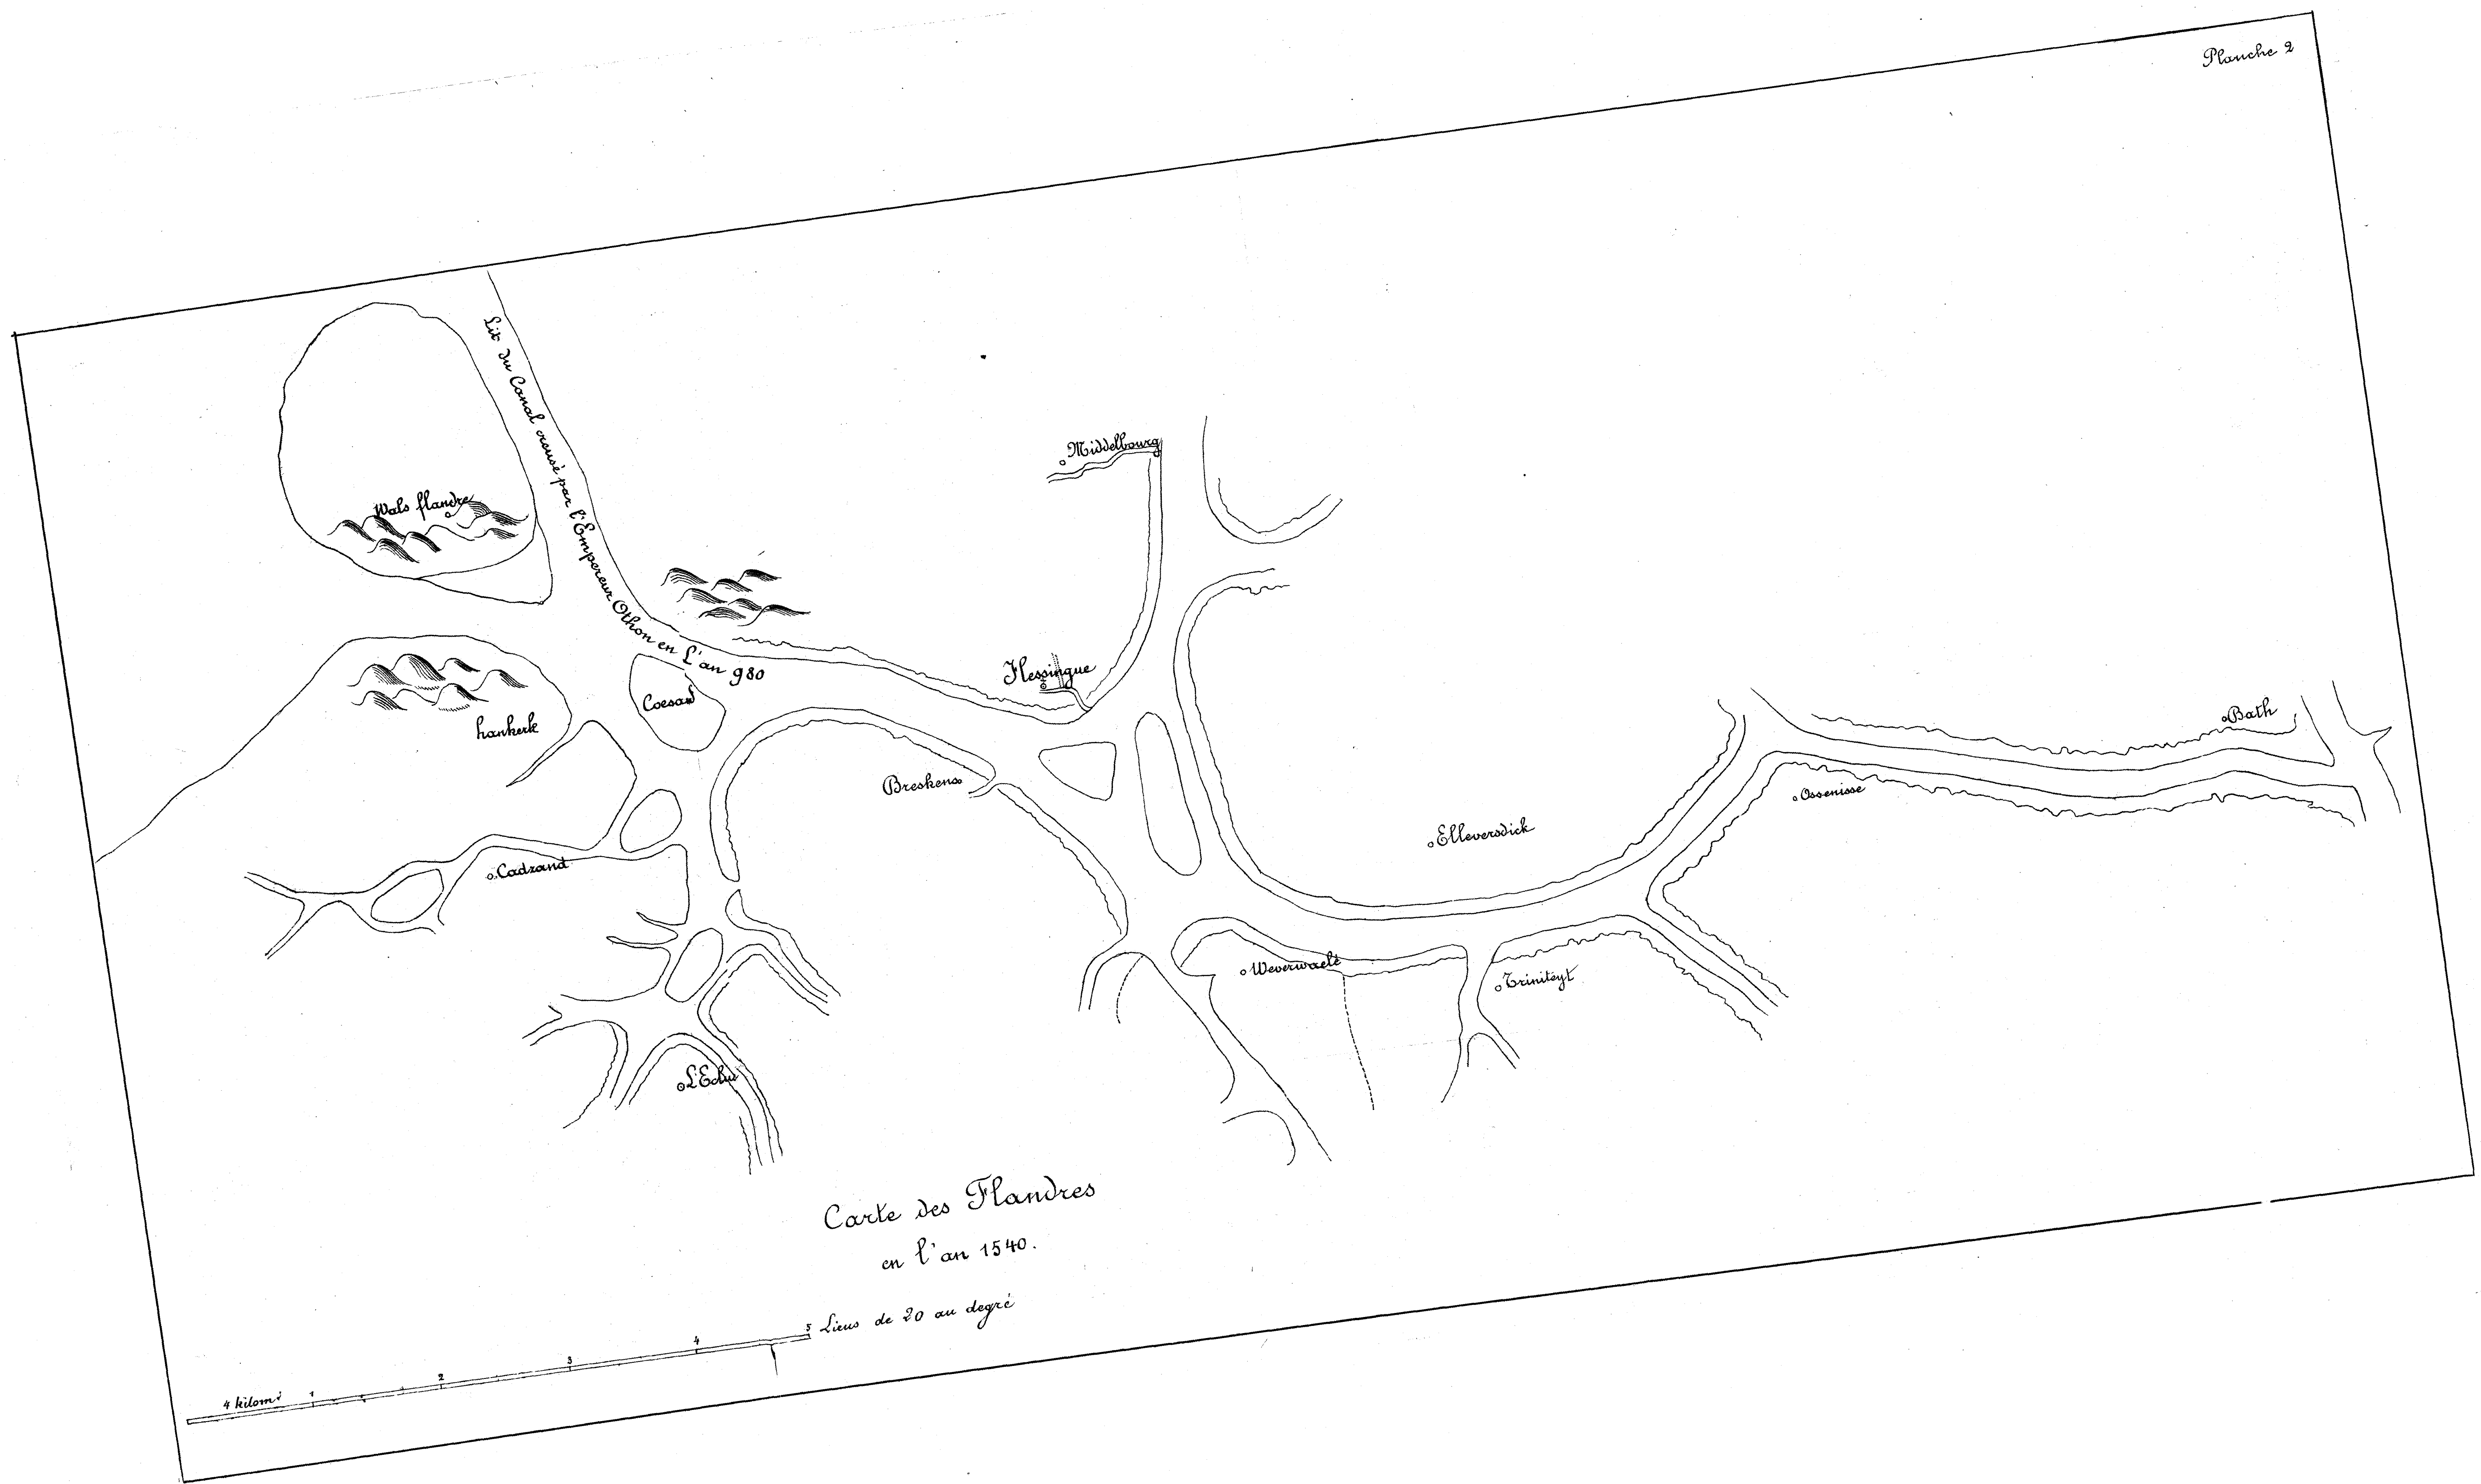 Planche 2
Lit du Canal creusé par l'Empereur Othon en L'an 980
Middelbourg
Wals flandre
Flessingue
Coesand
hankerk
Bath
Breskens
Ossenisse
Elleversdick
Cadzand
Weverwaele
Triniteyt
L'Eclus
Carte des Flandres
en l'an 1540.
Lieus de 20 au degré
4 kilom
1 2 3 4 5